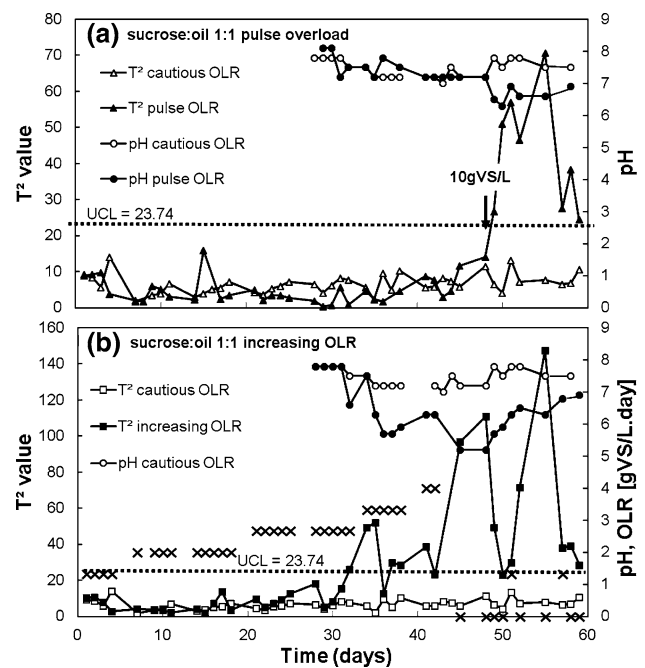 (a) sucrose:oil 1:1 pulse overload
T² cautious OLR
T² pulse OLR
pH cautious OLR
pH pulse OLR
10gVS/L
UCL = 23.74
T² value
80
70
60
50
40
30
20
10
0
pH
9
8
7
6
5
4
3
2
1
0
(b) sucrose:oil 1:1 increasing OLR
T² cautious OLR
T² increasing OLR
pH cautious OLR
UCL = 23.74
T² value
160
140
120
100
80
60
40
20
0
pH, OLR [gVS/L.day]
9
8
7
6
5
4
3
2
1
0
0 10 20 30 40 50 60
Time (days)